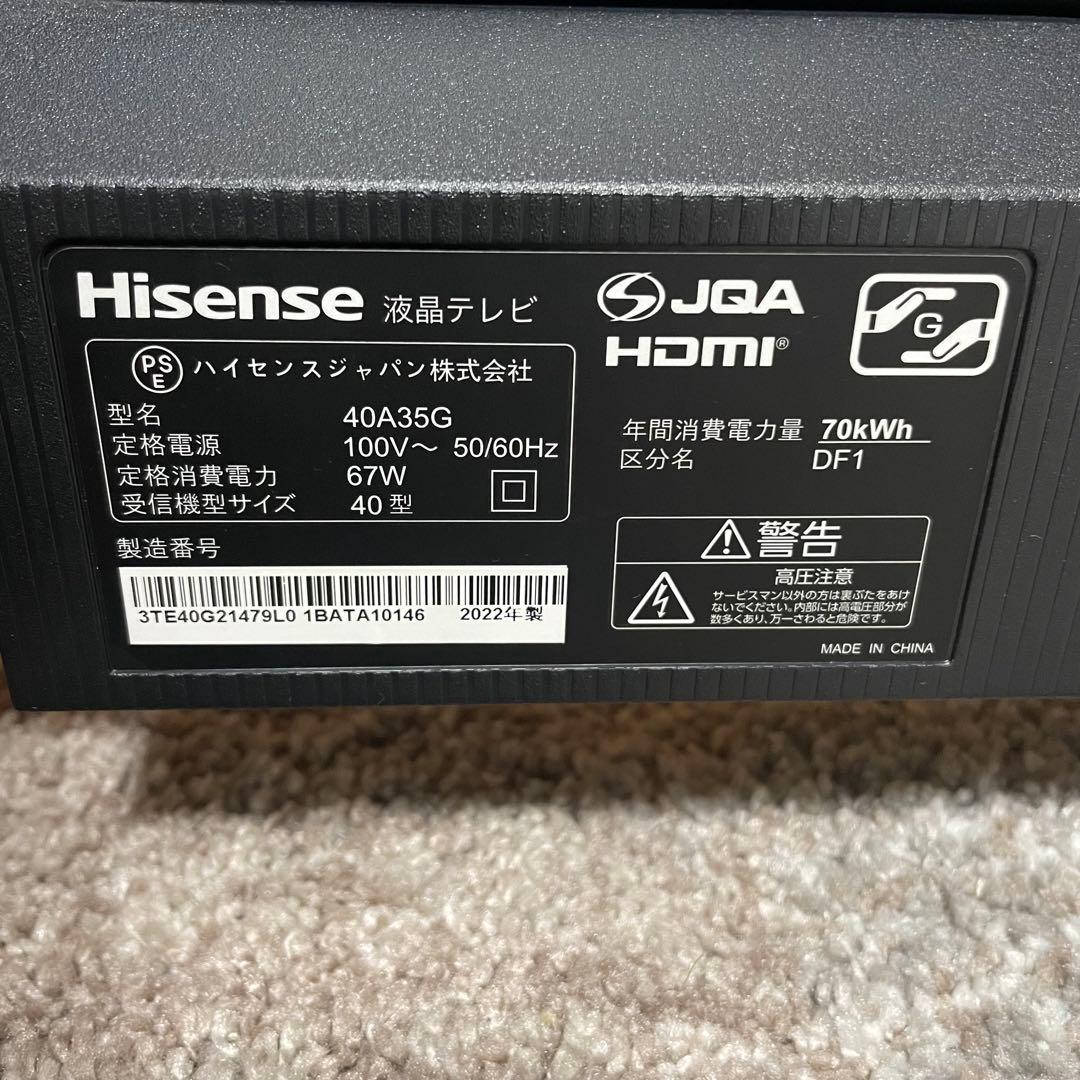 Hisense 液晶テレビ
PS
E
ハイセンスジャパン株式会社
型名 40A35G
定格電源 100V～ 50/60Hz
定格消費電力 67W
受信機型サイズ 40型
製造番号
3TE40G21479L0 1BATA10146 2022年製
JQA
HDMI®
G
年間消費電力量 70kWh
区分名 DF1
警告
高圧注意
サービスマン以外の方は裏ぶたをあけ
ないでください。内部には高電圧部分が
数多くあり、万一さわると危険です。
MADE IN CHINA